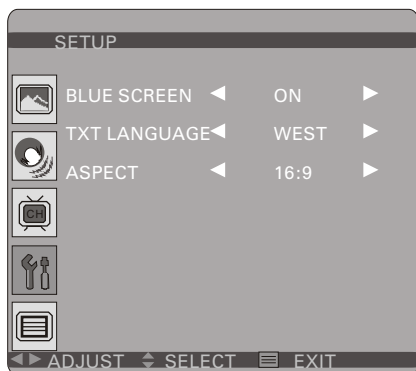 SETUP
BLUE SCREEN ◀ ON ▶
TXT LANGUAGE ◀ WEST ▶
ASPECT ◀ 16:9 ▶
CH
◀▶ ADJUST SELECT EXIT